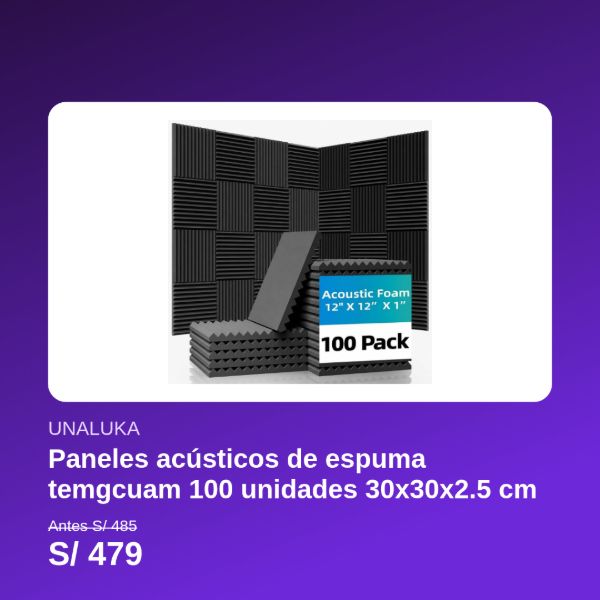 Acoustic Foam
12" X 12” X 1”
100 Pack
UNALUKA
Paneles acústicos de espuma
temgcuam 100 unidades 30x30x2.5 cm
Antes S/ 485
S/ 479